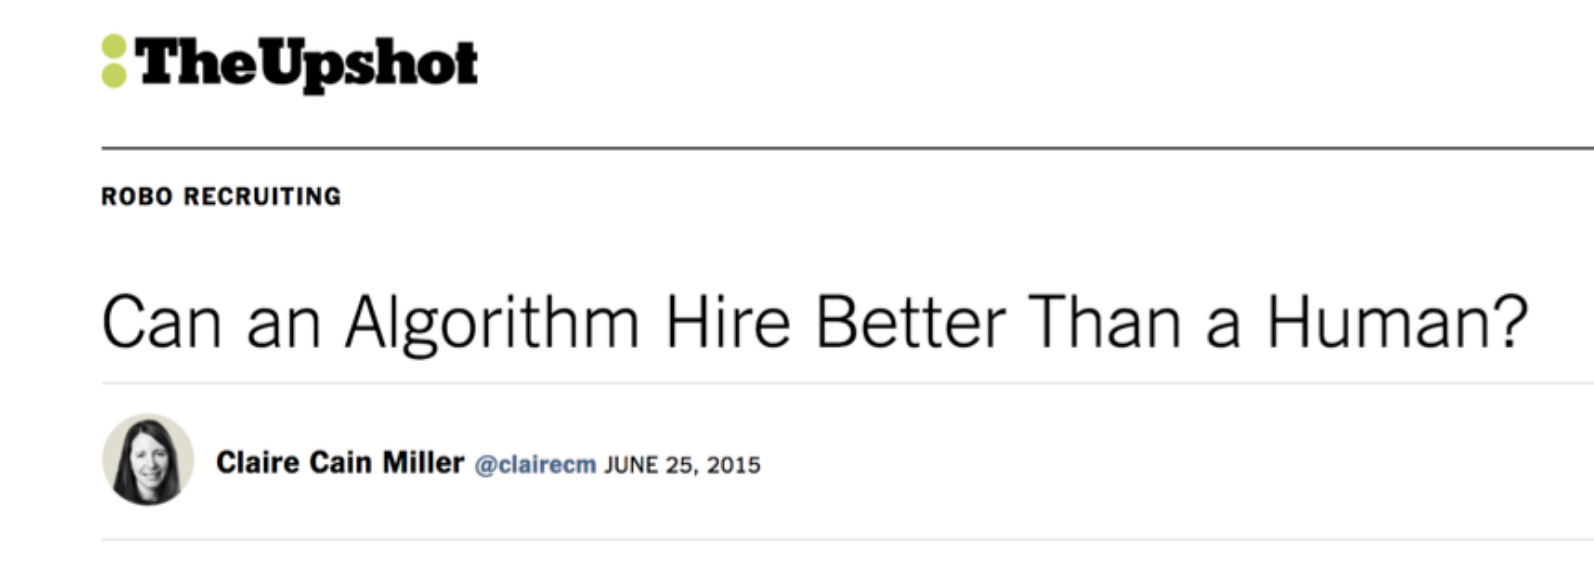 TheUpshot
ROBO RECRUITING
Can an Algorithm Hire Better Than a Human?
Claire Cain Miller @clairecm JUNE 25, 2015